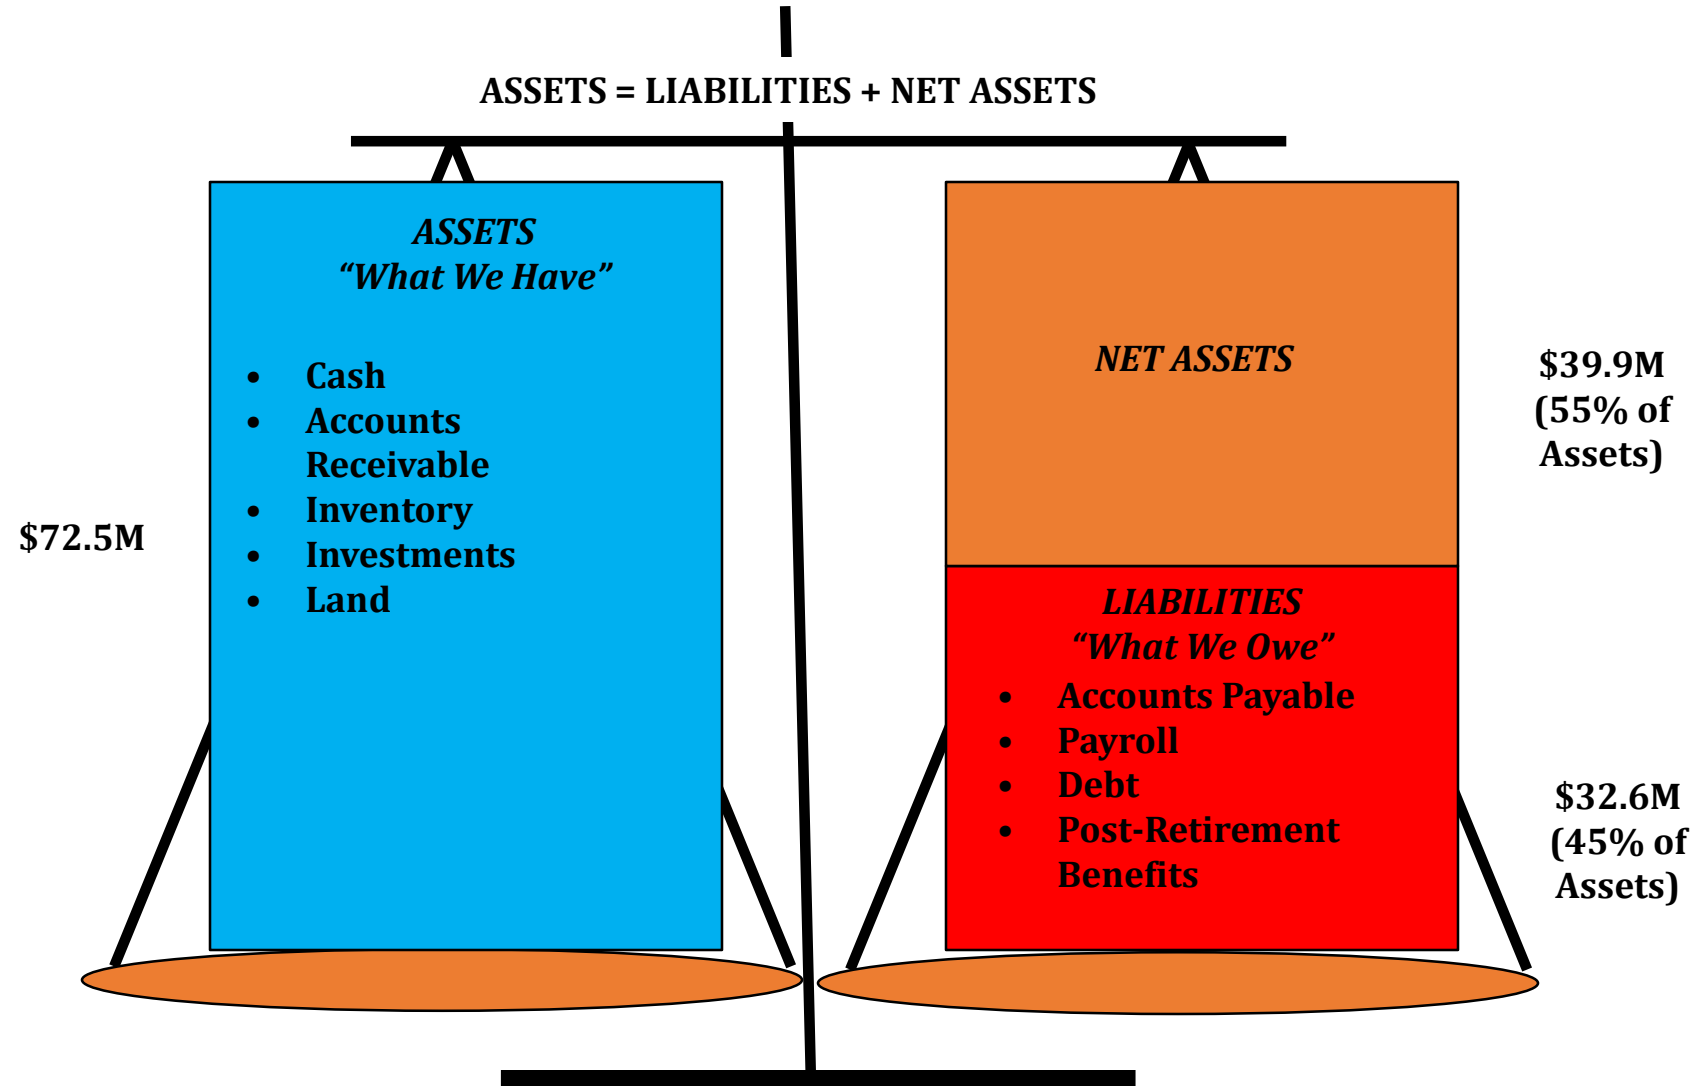 ASSETS = LIABILITIES + NET ASSETS
ASSETS
“What We Have”
• Cash
• Accounts
Receivable
• Inventory
• Investments
• Land
$72.5M
NET ASSETS
$39.9M
(55% of
Assets)
LIABILITIES
“What We Owe”
• Accounts Payable
• Payroll
• Debt
• Post-Retirement
Benefits
$32.6M
(45% of
Assets)